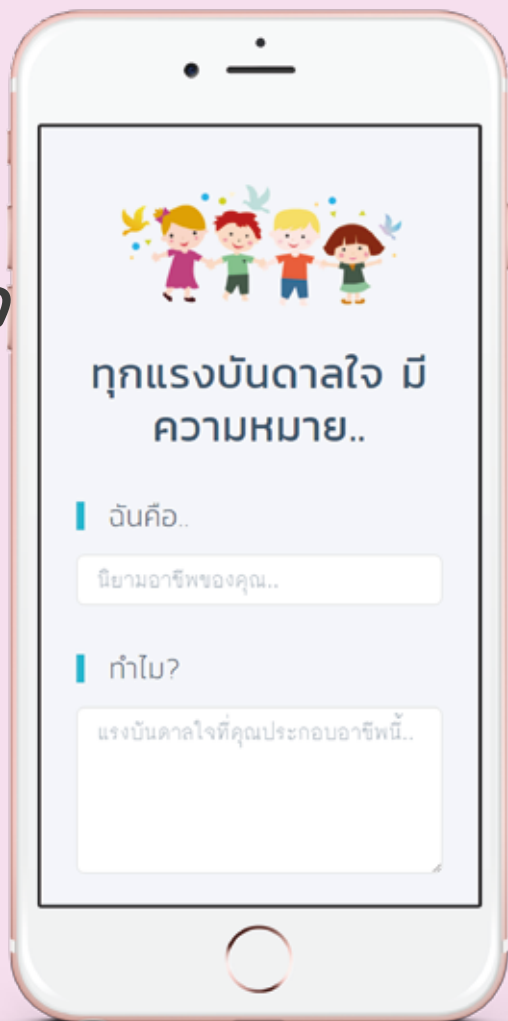 ทุกแรงบันดาลใจ มี
ความหมาย..
ฉันคือ..
นิยามอาชีพของคุณ..
ทำไม?
แรงบันดาลใจที่คุณประกอบอาชีพนี้..